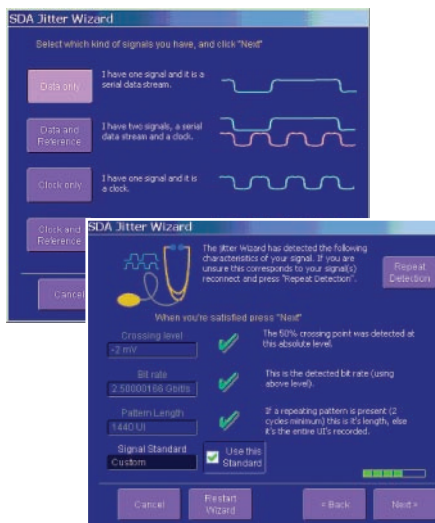 SDA Jitter Wizard
Select which kind of signals you have, and click "Next"
Data only
I have one signal and it is a
serial data stream.
Data and
Reference
I have two signals, a serial
data stream and a clock.
Clock only
I have one signal and it is
a clock.
Clock and
Reference
Cancel
SDA Jitter Wizard
The Jitter Wizard has detected the following
characteristics of your signal. If you are
unsure this corresponds to your signal(s)
reconnect and press "Repeat Detection".
Repeat
Detection
When you're satisfied press "Next"
Crossing level
-2 mV
The 50% crossing point was detected at
this absolute level.
Bit rate
2.50000166 Gbit/s
This is the detected bit rate (using
above level).
Pattern Length
1440 UI
If a repeating pattern is present (2
cycles minimum) this is it's length, else
it's the entire UI's recorded.
Signal Standard
Custom
Use this
Standard
Cancel
Restart
Wizard
< Back
Next >